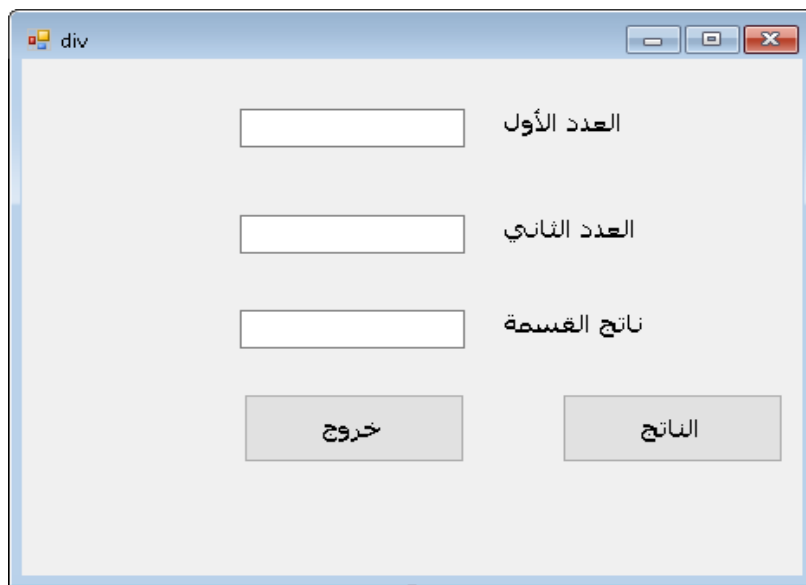 div
العدد الأول
العدد الثاني
ناتج القسمة
الناتج
خروج